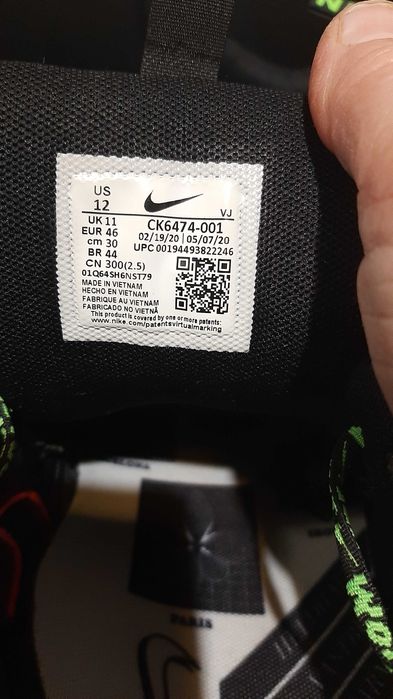 US
12
VJ
UK 11
CK6474-001
EUR 46
02/19/20 | 05/07/20
cm 30
UPC 00194493822246
BR 44
CN 300(2.5)
01Q64SH6NST79
MADE IN VIETNAM
HECHO EN VIETNAM
FABRIQUE AU VIETNAM
FABRICADO NO VIETNÃ
This product is covered by one or more patents:
www.nike.com/patentsvirtualmarking
PARIS